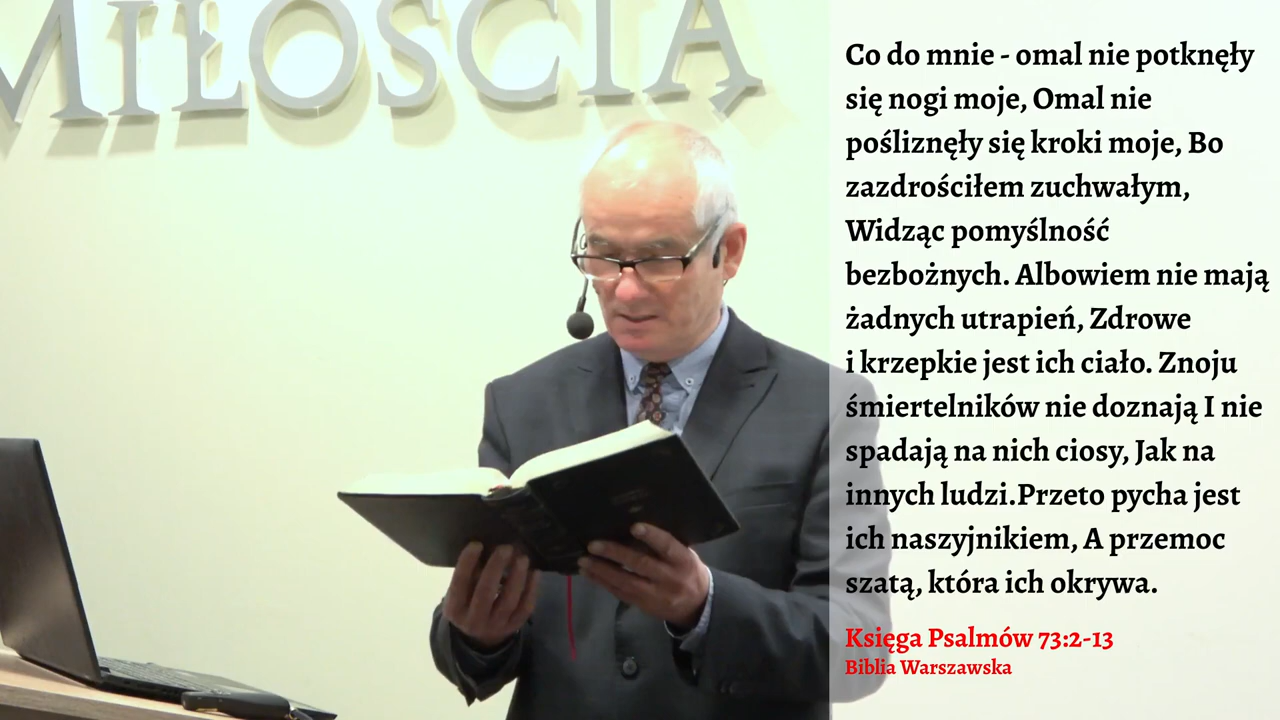 MIŁOŚCIĄ
Co do mnie - omal nie potknęły
się nogi moje, Omal nie
pośliznęły się kroki moje, Bo
zazdrościłem zuchwałym,
Widząc pomyślność
bezbożnych. Albowiem nie mają
żadnych utrapień, Zdrowe
i krzepkie jest ich ciało. Znoju
śmiertelników nie doznają I nie
spadają na nich ciosy, Jak na
innych ludzi.Przeto pycha jest
ich naszyjnikiem, A przemoc
szatą, która ich okrywa.
Księga Psalmów 73:2-13
Biblia Warszawska